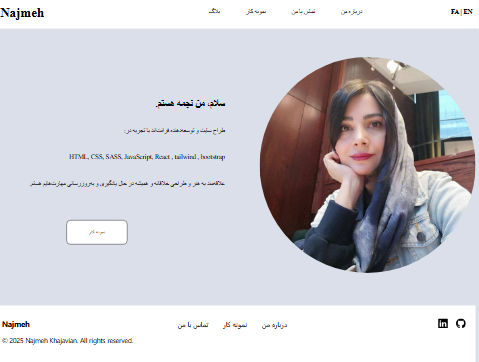 Najmeh
درباره من
تماس با من
نمونه کار
بلاگ
FA | EN
سلام، من نجمه هستم.
طراح سایت و توسعه‌دهنده فرانت‌اند با تجربه در:
HTML, CSS, SASS, JavaScript, React , tailwind , bootstrap
علاقه‌مند به هنر و طراحی خلاقانه و همیشه در حال یادگیری و به‌روزرسانی مهارت‌هایم هستم.
نمونه کار
Najmeh
درباره من
نمونه کار
تماس با من
© 2025 Najmeh Khajavian. All rights reserved.